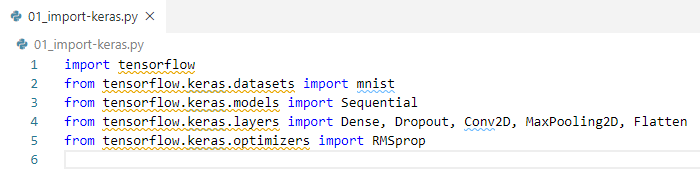 01_import-keras.py ×
01_import-keras.py
1 import tensorflow
2 from tensorflow.keras.datasets import mnist
3 from tensorflow.keras.models import Sequential
4 from tensorflow.keras.layers import Dense, Dropout, Conv2D, MaxPooling2D, Flatten
5 from tensorflow.keras.optimizers import RMSprop
6